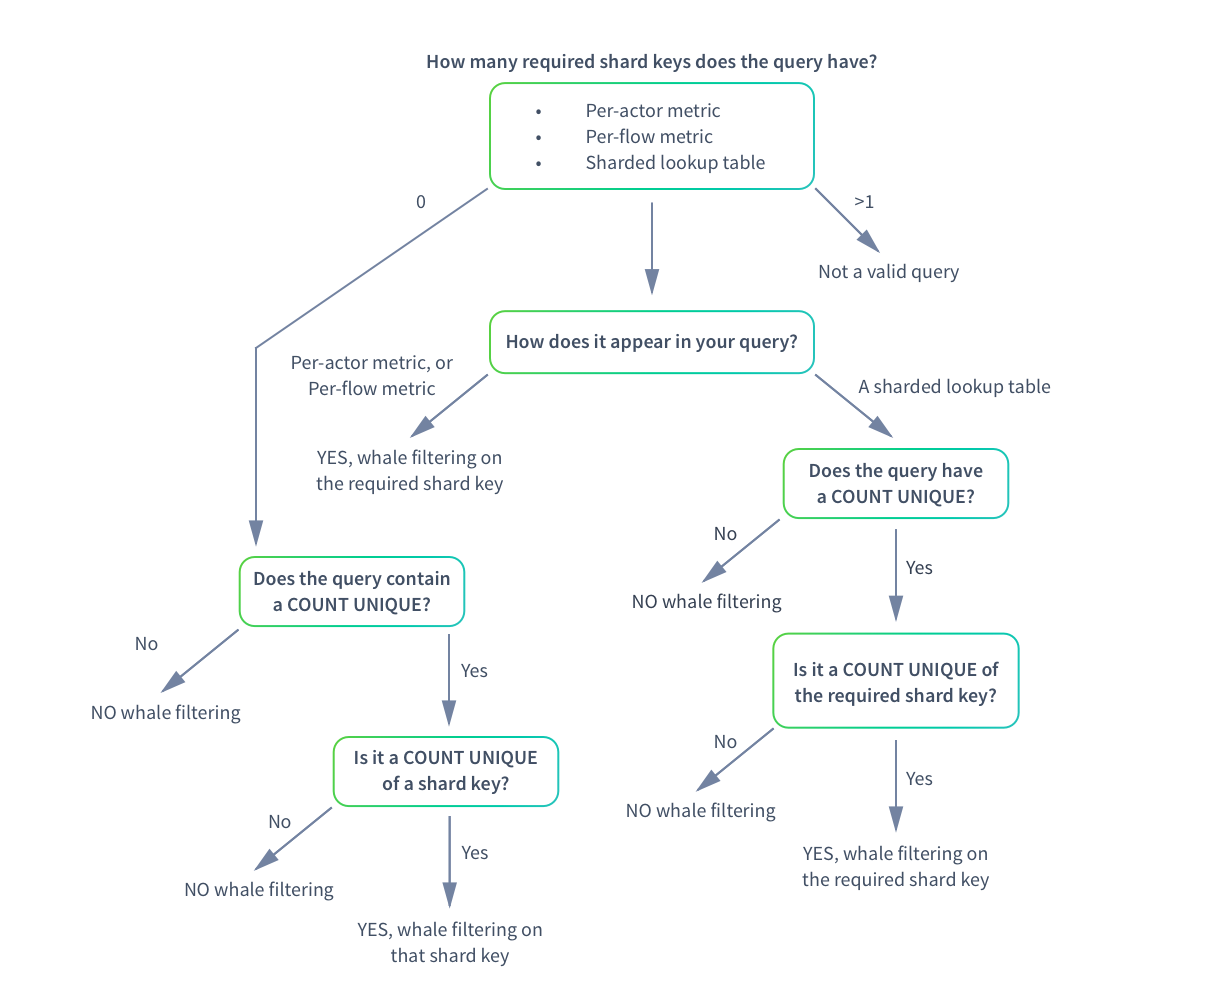 How many required shard keys does the query have?
• Per-actor metric
• Per-flow metric
• Sharded lookup table
0
>1
Not a valid query
How does it appear in your query?
Per-actor metric, or
Per-flow metric
A sharded lookup table
YES, whale filtering on
the required shard key
Does the query have
a COUNT UNIQUE?
No
Yes
NO whale filtering
Does the query contain
a COUNT UNIQUE?
No
Yes
NO whale filtering
Is it a COUNT UNIQUE of
the required shard key?
No
Yes
NO whale filtering
YES, whale filtering on
the required shard key
Is it a COUNT UNIQUE
of a shard key?
No
Yes
NO whale filtering
YES, whale filtering on
that shard key